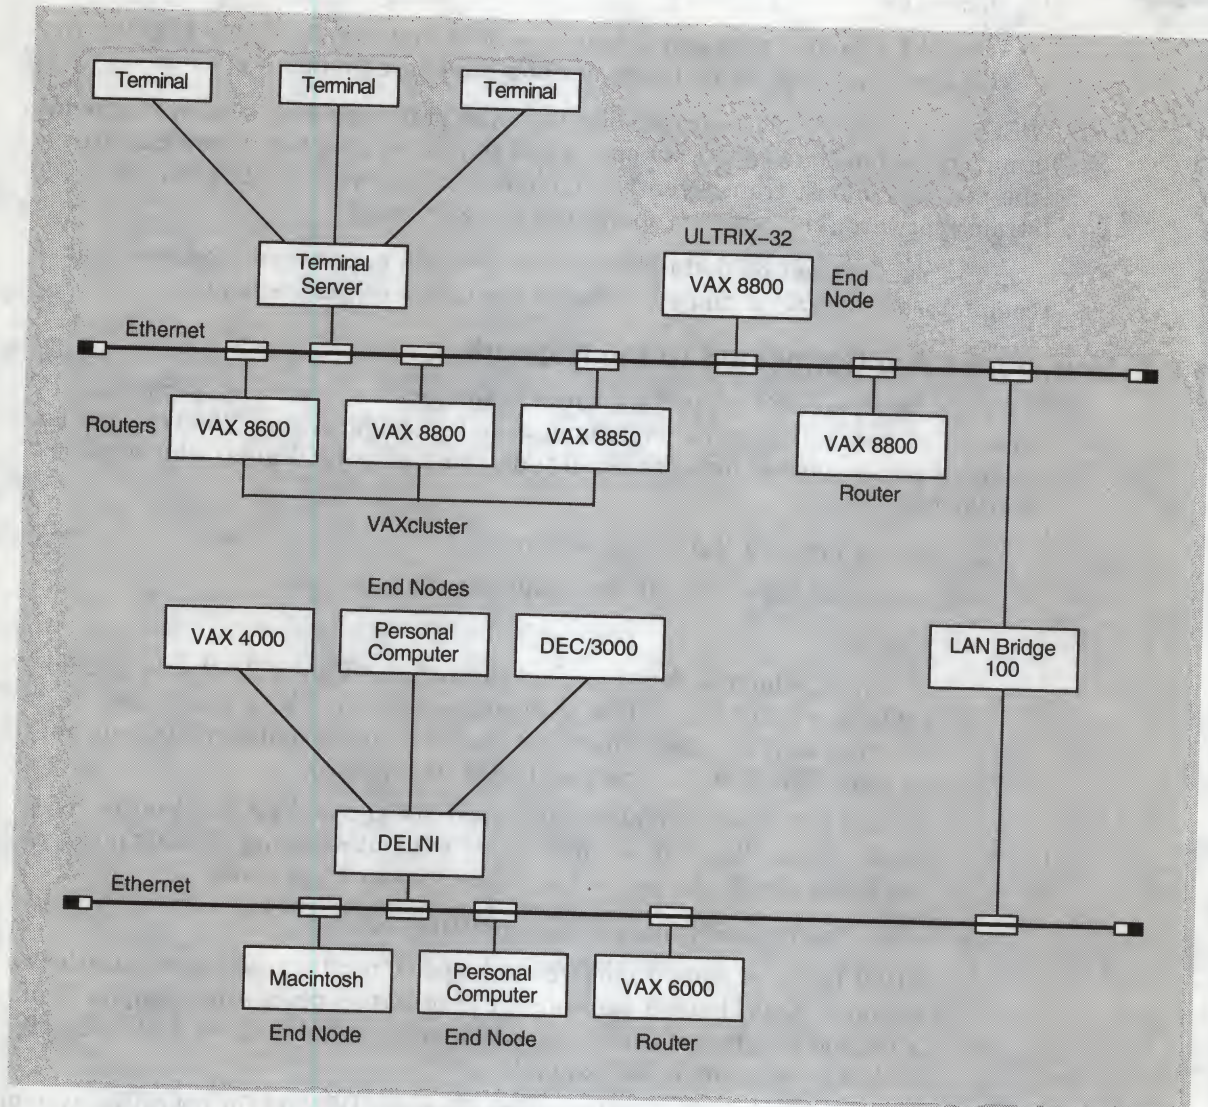 Terminal
Terminal
Terminal
Terminal
Server
ULTRIX-32
VAX 8800
End
Node
Ethernet
Routers
VAX 8600
VAX 8800
VAX 8850
VAX 8800
Router
VAXcluster
End Nodes
VAX 4000
Personal
Computer
DEC/3000
LAN Bridge
100
DELNI
Ethernet
Macintosh
Personal
Computer
VAX 6000
End Node
End Node
Router